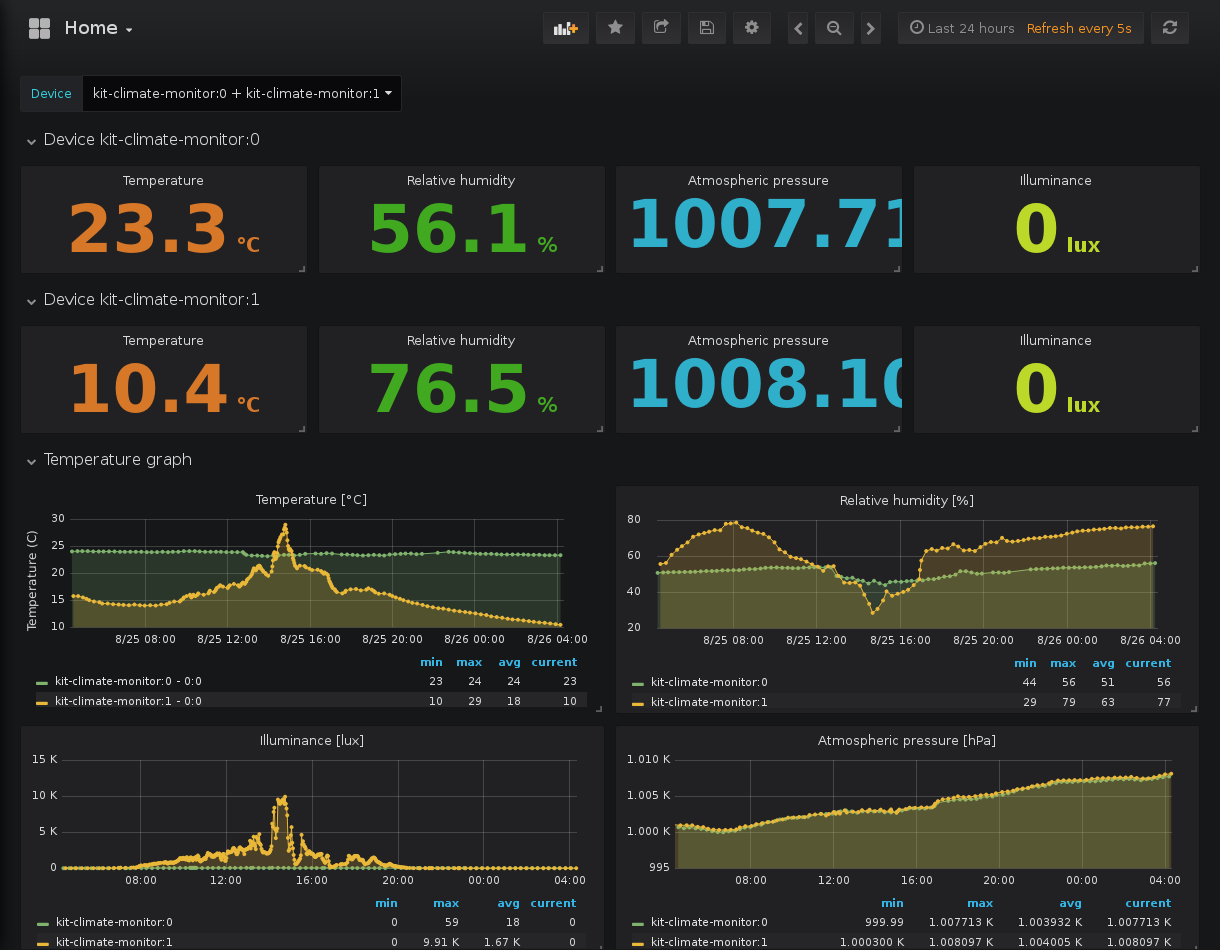 Home
Last 24 hours Refresh every 5s
Device kit-climate-monitor:0 + kit-climate-monitor:1
Device kit-climate-monitor:0
Temperature Relative humidity Atmospheric pressure Illuminance
23.3 °C 56.1 % 1007.71 0 lux
Device kit-climate-monitor:1
Temperature Relative humidity Atmospheric pressure Illuminance
10.4 °C 76.5 % 1008.10 0 lux
Temperature graph
Temperature [°C]
Temperature (C)
30
25
20
15
10
8/25 08:00 8/25 12:00 8/25 16:00 8/25 20:00 8/26 00:00 8/26 04:00
min max avg current
kit-climate-monitor:0 - 0:0 23 24 24 23
kit-climate-monitor:1 - 0:0 10 29 18 10
Relative humidity [%]
80
60
40
20
8/25 08:00 8/25 12:00 8/25 16:00 8/25 20:00 8/26 00:00 8/26 04:00
min max avg current
kit-climate-monitor:0 44 56 51 56
kit-climate-monitor:1 29 79 63 77
Illuminance [lux]
15 K
10 K
5 K
0
08:00 12:00 16:00 20:00 00:00 04:00
min max avg current
kit-climate-monitor:0 0 59 18 0
kit-climate-monitor:1 0 9.91 K 1.67 K 0
Atmospheric pressure [hPa]
1.010 K
1.005 K
1.000 K
995
08:00 12:00 16:00 20:00 00:00 04:00
min max avg current
kit-climate-monitor:0 999.99 1.007713 K 1.003932 K 1.007713 K
kit-climate-monitor:1 1.000300 K 1.008097 K 1.004005 K 1.008097 K